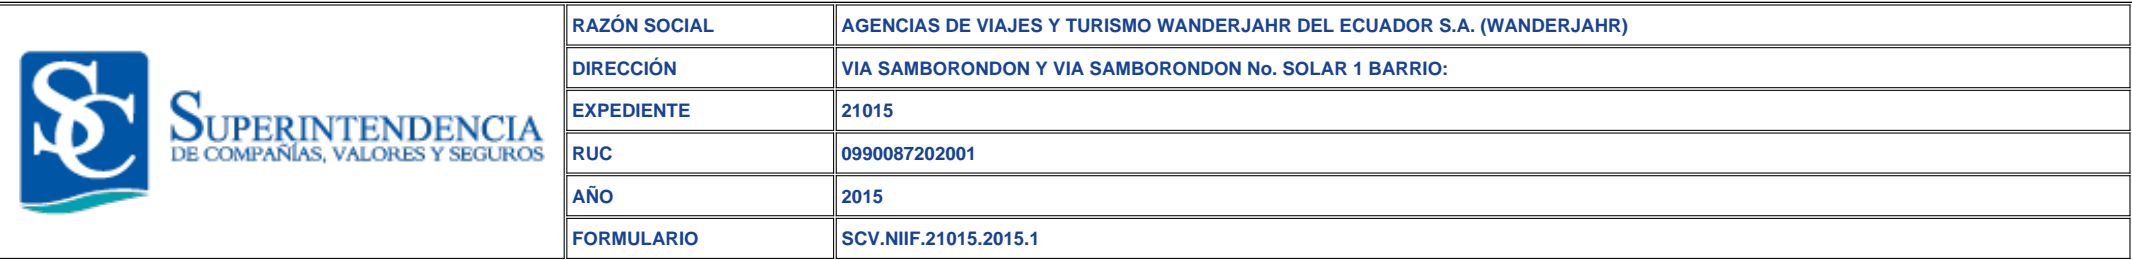 SC
SUPERINTENDENCIA
DE COMPAÑÍAS, VALORES Y SEGUROS
RAZÓN SOCIAL AGENCIAS DE VIAJES Y TURISMO WANDERJAHR DEL ECUADOR S.A. (WANDERJAHR)
DIRECCIÓN VIA SAMBORONDON Y VIA SAMBORONDON No. SOLAR 1 BARRIO:
EXPEDIENTE 21015
RUC 0990087202001
AÑO 2015
FORMULARIO SCV.NIIF.21015.2015.1